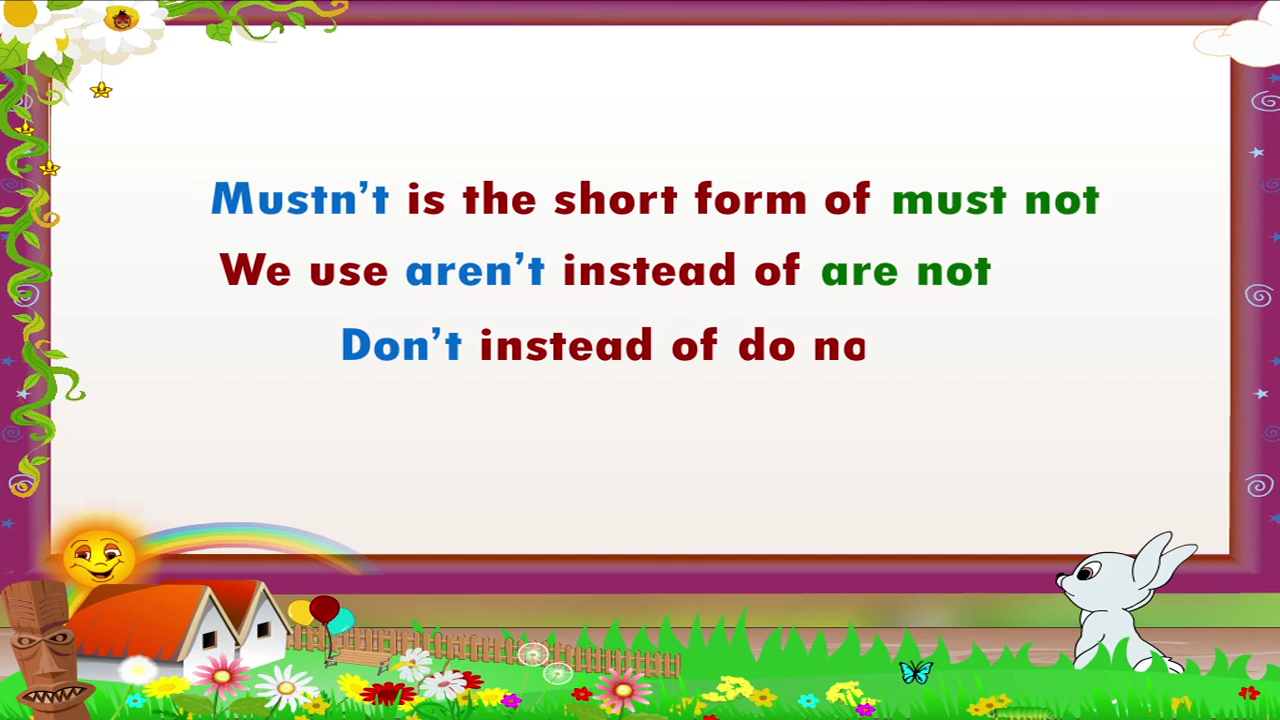 Mustn’t is the short form of must not
We use aren’t instead of are not
Don’t instead of do